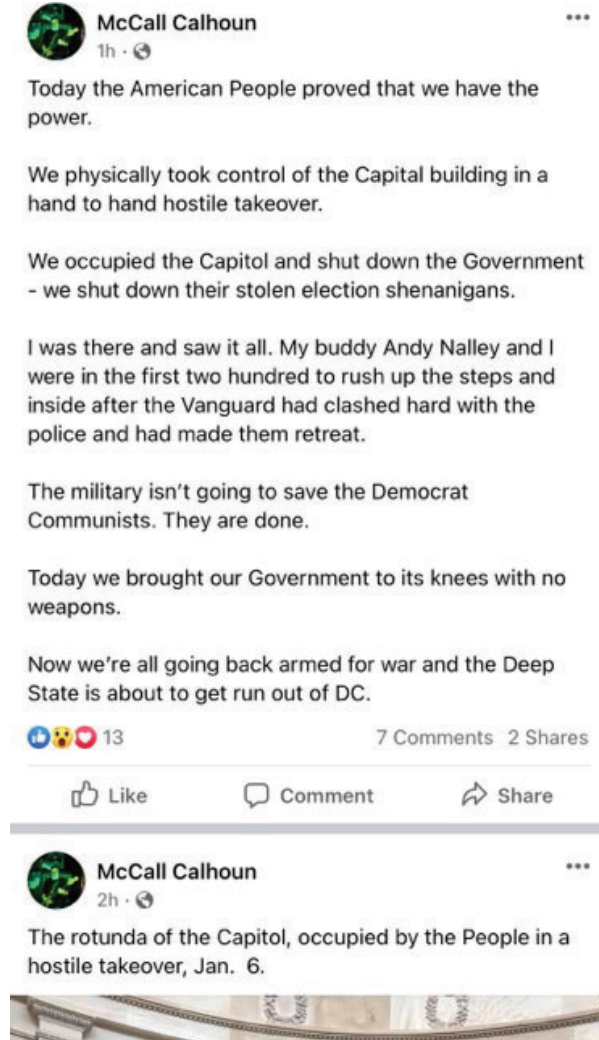 McCall Calhoun
1h ·
Today the American People proved that we have the
power.
We physically took control of the Capital building in a
hand to hand hostile takeover.
We occupied the Capitol and shut down the Government
- we shut down their stolen election shenanigans.
I was there and saw it all. My buddy Andy Nalley and I
were in the first two hundred to rush up the steps and
inside after the Vanguard had clashed hard with the
police and had made them retreat.
The military isn't going to save the Democrat
Communists. They are done.
Today we brought our Government to its knees with no
weapons.
Now we're all going back armed for war and the Deep
State is about to get run out of DC.
13 7 Comments 2 Shares
Like Comment Share
McCall Calhoun
2h ·
The rotunda of the Capitol, occupied by the People in a
hostile takeover, Jan.  6.